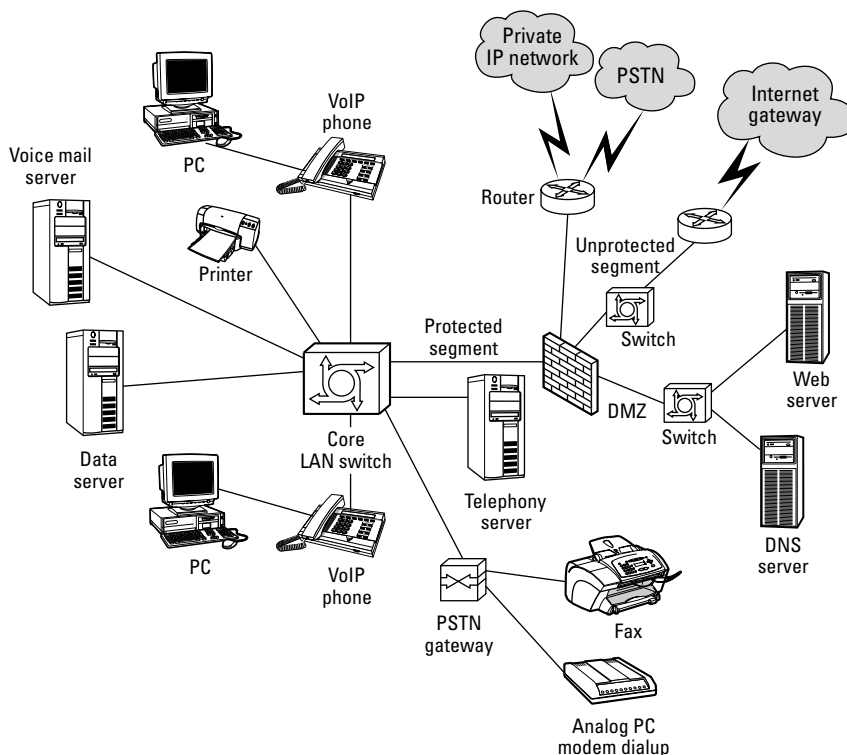 Private
IP network
PSTN
Internet
gateway
VoIP
phone
PC
Voice mail
server
Router
Printer
Unprotected
segment
Protected
segment
Switch
Web
server
DMZ
Switch
Core
LAN switch
Data
server
Telephony
server
PC
VoIP
phone
DNS
server
PSTN
gateway
Fax
Analog PC
modem dialup